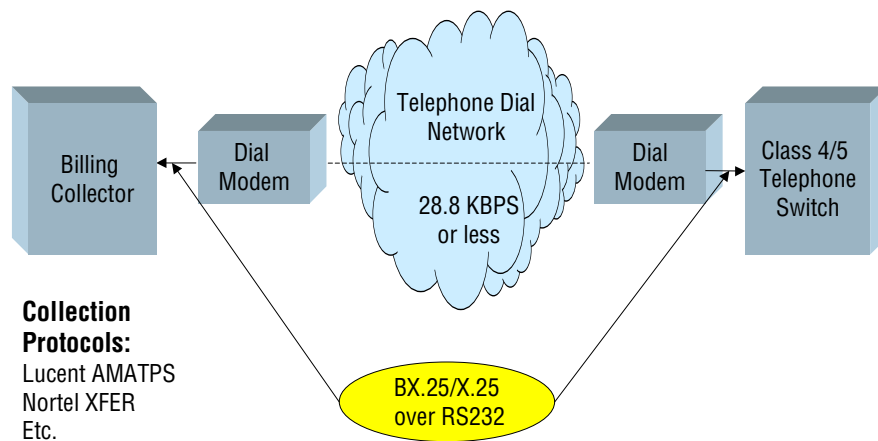 Billing
Collector
Dial
Modem
Telephone Dial
Network
28.8 KBPS
or less
Dial
Modem
Class 4/5
Telephone
Switch
Collection
Protocols:
Lucent AMATPS
Nortel XFER
Etc.
BX.25/X.25
over RS232